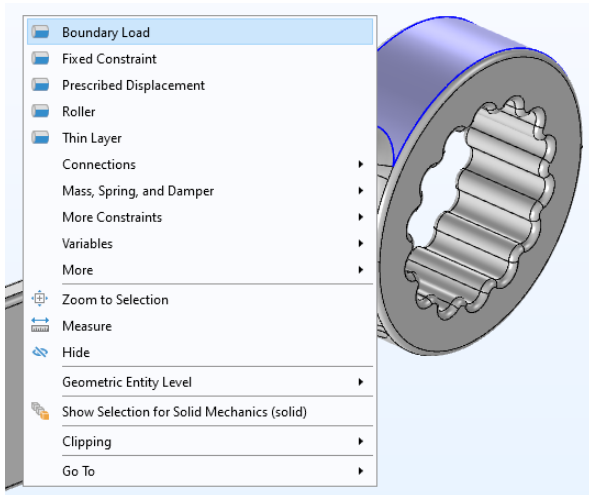 Boundary Load
Fixed Constraint
Prescribed Displacement
Roller
Thin Layer
Connections
Mass, Spring, and Damper
More Constraints
Variables
More
Zoom to Selection
Measure
Hide
Geometric Entity Level
Show Selection for Solid Mechanics (solid)
Clipping
Go To